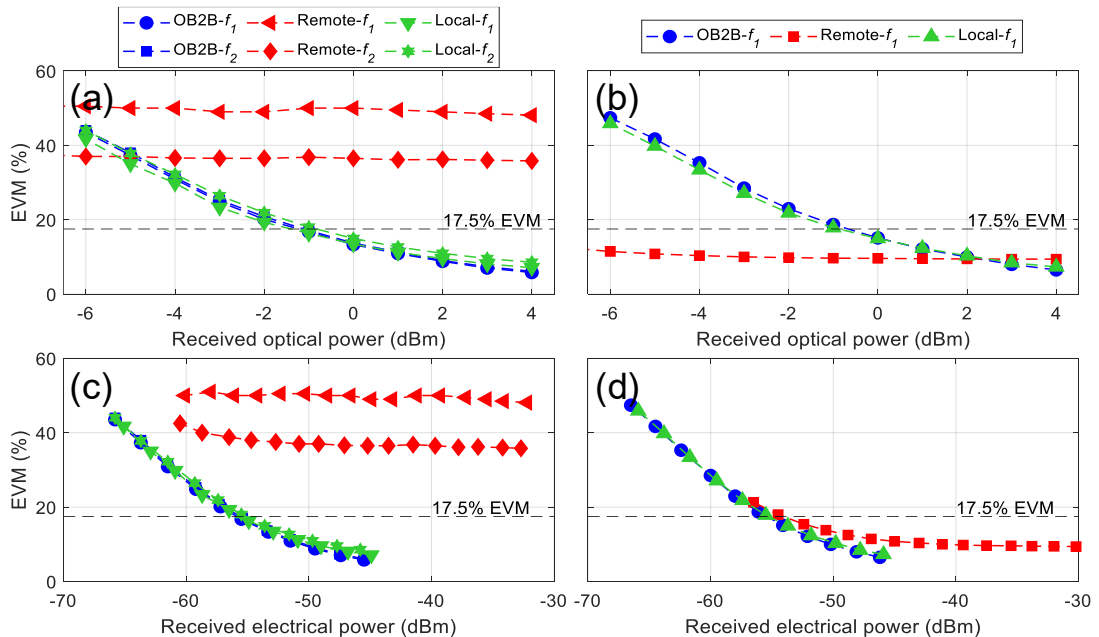 OB2B-f1 Remote-f1 Local-f1
OB2B-f2 Remote-f2 Local-f2
OB2B-f1 Remote-f1 Local-f1
(a)
60
40
20
0
EVM (%)
17.5% EVM
-6 -4 -2 0 2 4
Received optical power (dBm)
(b)
17.5% EVM
-6 -4 -2 0 2 4
Received optical power (dBm)
(c)
60
40
20
0
EVM (%)
17.5% EVM
-70 -60 -50 -40 -30
Received electrical power (dBm)
(d)
17.5% EVM
-70 -60 -50 -40 -30
Received electrical power (dBm)